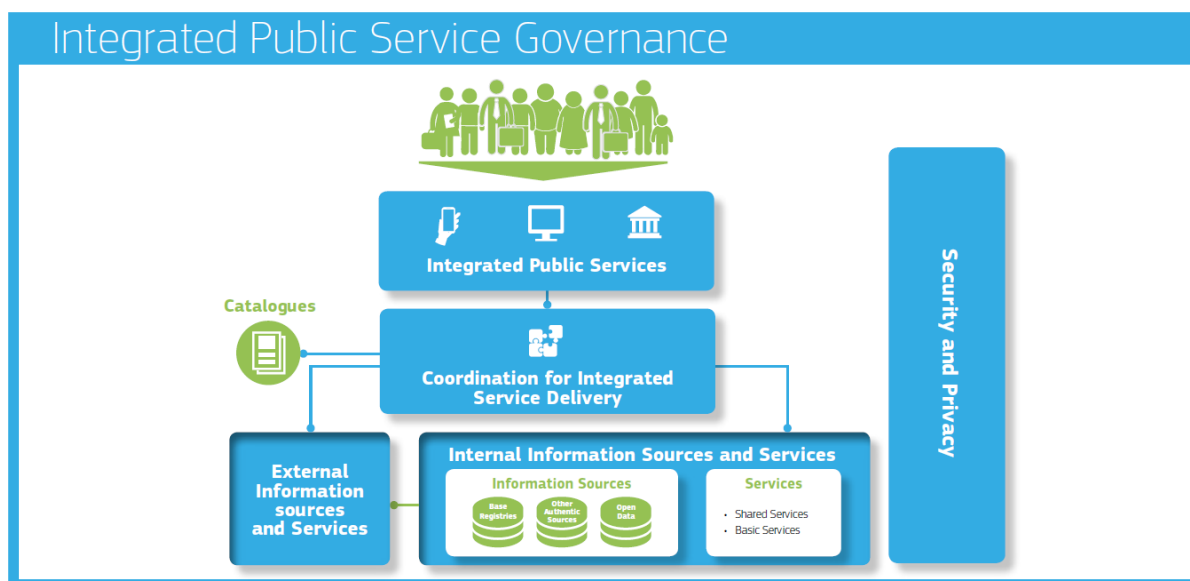 Integrated Public Service Governance
Integrated Public Services
Catalogues
Coordination for Integrated
Service Delivery
External
Information
sources
and Services
Internal Information Sources and Services
Information Sources
Base
Registries
Other
Authentic
Sources
Open
Data
Services
• Shared Services
• Basic Services
Security and Privacy